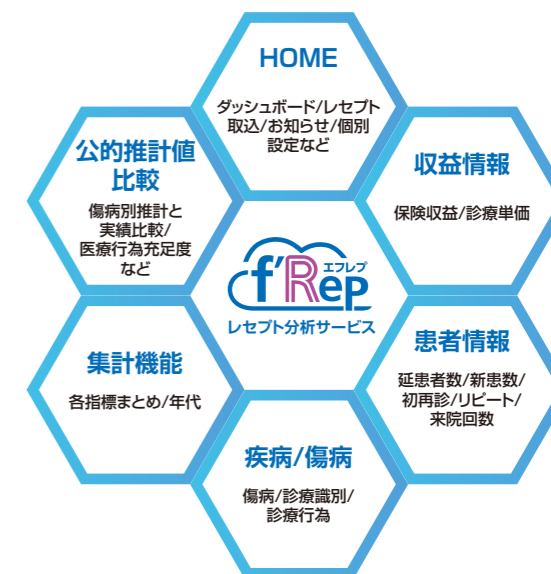 HOME
ダッシュボード/レセプト
取込/お知らせ/個別
設定など
公的推計値
比較
傷病別推計と
実績比較/
医療行為充足度
など
収益情報
保険収益/診療単価
エフレプ
f'Rep
レセプト分析サービス
集計機能
各指標まとめ/年代
患者情報
延患者数/新患数/
初再診/リピート/
来院回数
疾病/傷病
傷病/診療識別/
診療行為